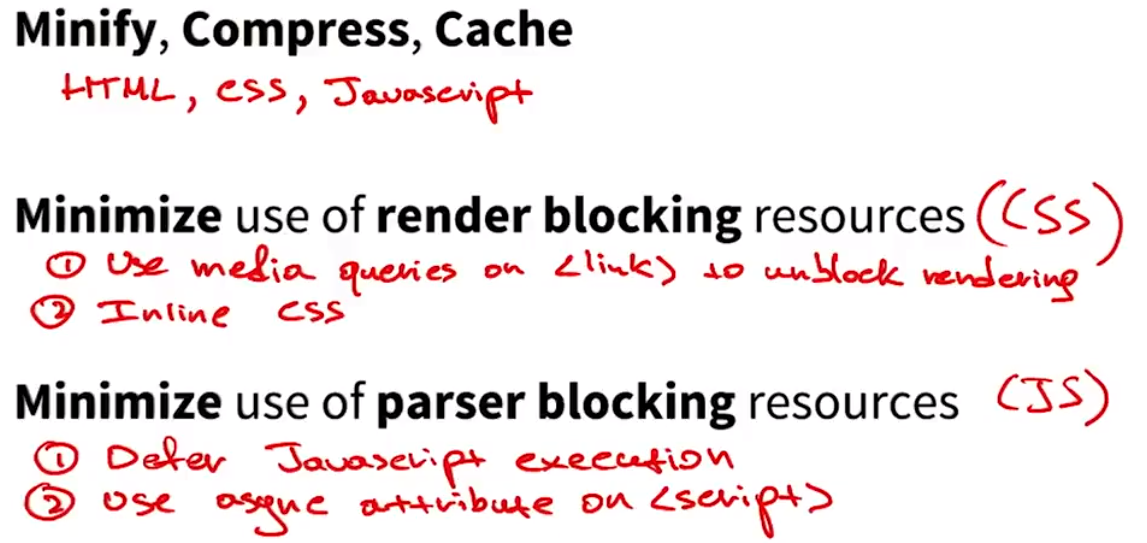 Minify, Compress, Cache
HTML, CSS, Javascript
Minimize use of render blocking resources (CSS)
① Use media queries on <link> to unblock rendering
② Inline CSS
Minimize use of parser blocking resources (JS)
① Defer Javascript execution
② Use async attribute on <script>